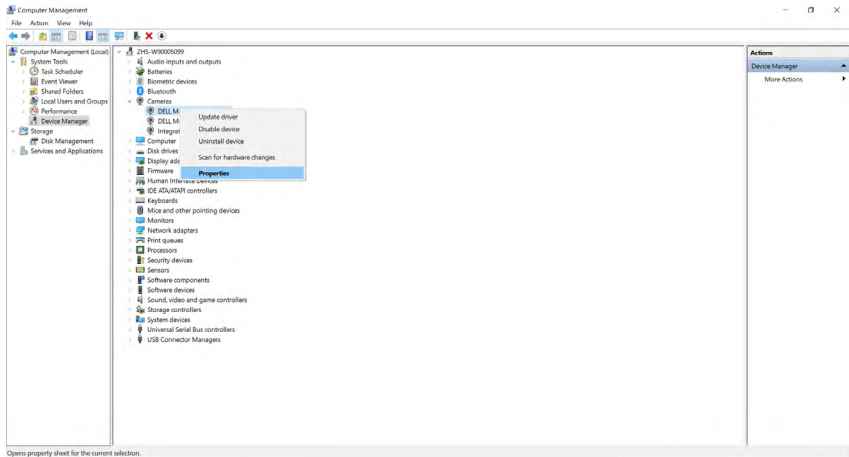 Computer Management
File Action View Help
Computer Management (Local)
System Tools
Task Scheduler
Event Viewer
Shared Folders
Local Users and Groups
Performance
Device Manager
Storage
Disk Management
Services and Applications
ZHS-W90005099
Audio inputs and outputs
Batteries
Biometric devices
Bluetooth
Cameras
DELL M
DELL M
Integra
Computer
Disk drives
Display ada
Firmware
Human Interface Devices
IDE ATA/ATAPI controllers
Keyboards
Mice and other pointing devices
Monitors
Network adapters
Print queues
Processors
Security devices
Sensors
Software components
Software devices
Sound, video and game controllers
Storage controllers
System devices
Universal Serial Bus controllers
USB Connector Managers
Update driver
Disable device
Uninstall device
Scan for hardware changes
Properties
Actions
Device Manager
More Actions
Opens property sheet for the current selection.